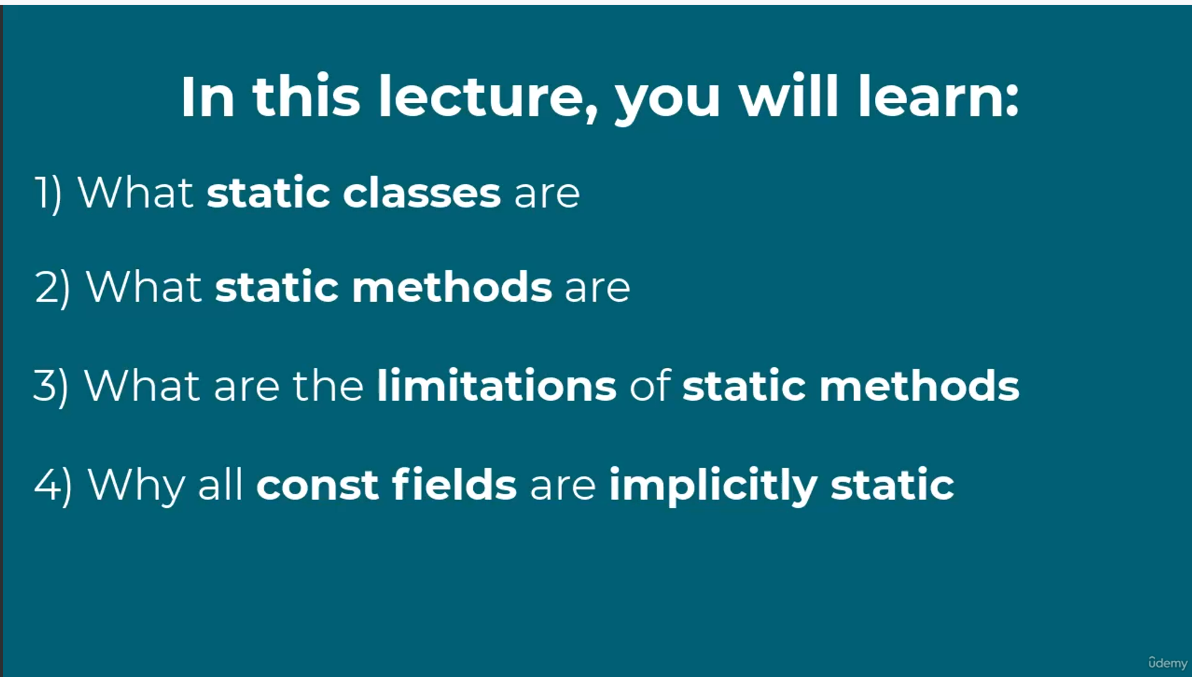 In this lecture, you will learn:
1) What static classes are
2) What static methods are
3) What are the limitations of static methods
4) Why all const fields are implicitly static
ûdemy